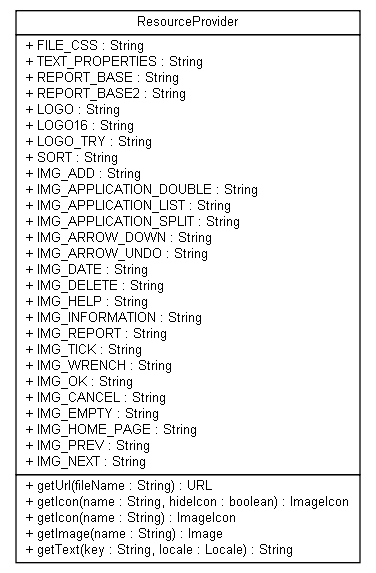 ResourceProvider
+ FILE_CSS : String
+ TEXT_PROPERTIES : String
+ REPORT_BASE : String
+ REPORT_BASE2 : String
+ LOGO : String
+ LOGO16 : String
+ LOGO_TRY : String
+ SORT : String
+ IMG_ADD : String
+ IMG_APPLICATION_DOUBLE : String
+ IMG_APPLICATION_LIST : String
+ IMG_APPLICATION_SPLIT : String
+ IMG_ARROW_DOWN : String
+ IMG_ARROW_UNDO : String
+ IMG_DATE : String
+ IMG_DELETE : String
+ IMG_HELP : String
+ IMG_INFORMATION : String
+ IMG_REPORT : String
+ IMG_TICK : String
+ IMG_WRENCH : String
+ IMG_OK : String
+ IMG_CANCEL : String
+ IMG_EMPTY : String
+ IMG_HOME_PAGE : String
+ IMG_PREV : String
+ IMG_NEXT : String
+ getUrl(fileName : String) : URL
+ getIcon(name : String, hideIcon : boolean) : ImageIcon
+ getIcon(name : String) : ImageIcon
+ getImage(name : String) : Image
+ getText(key : String, locale : Locale) : String